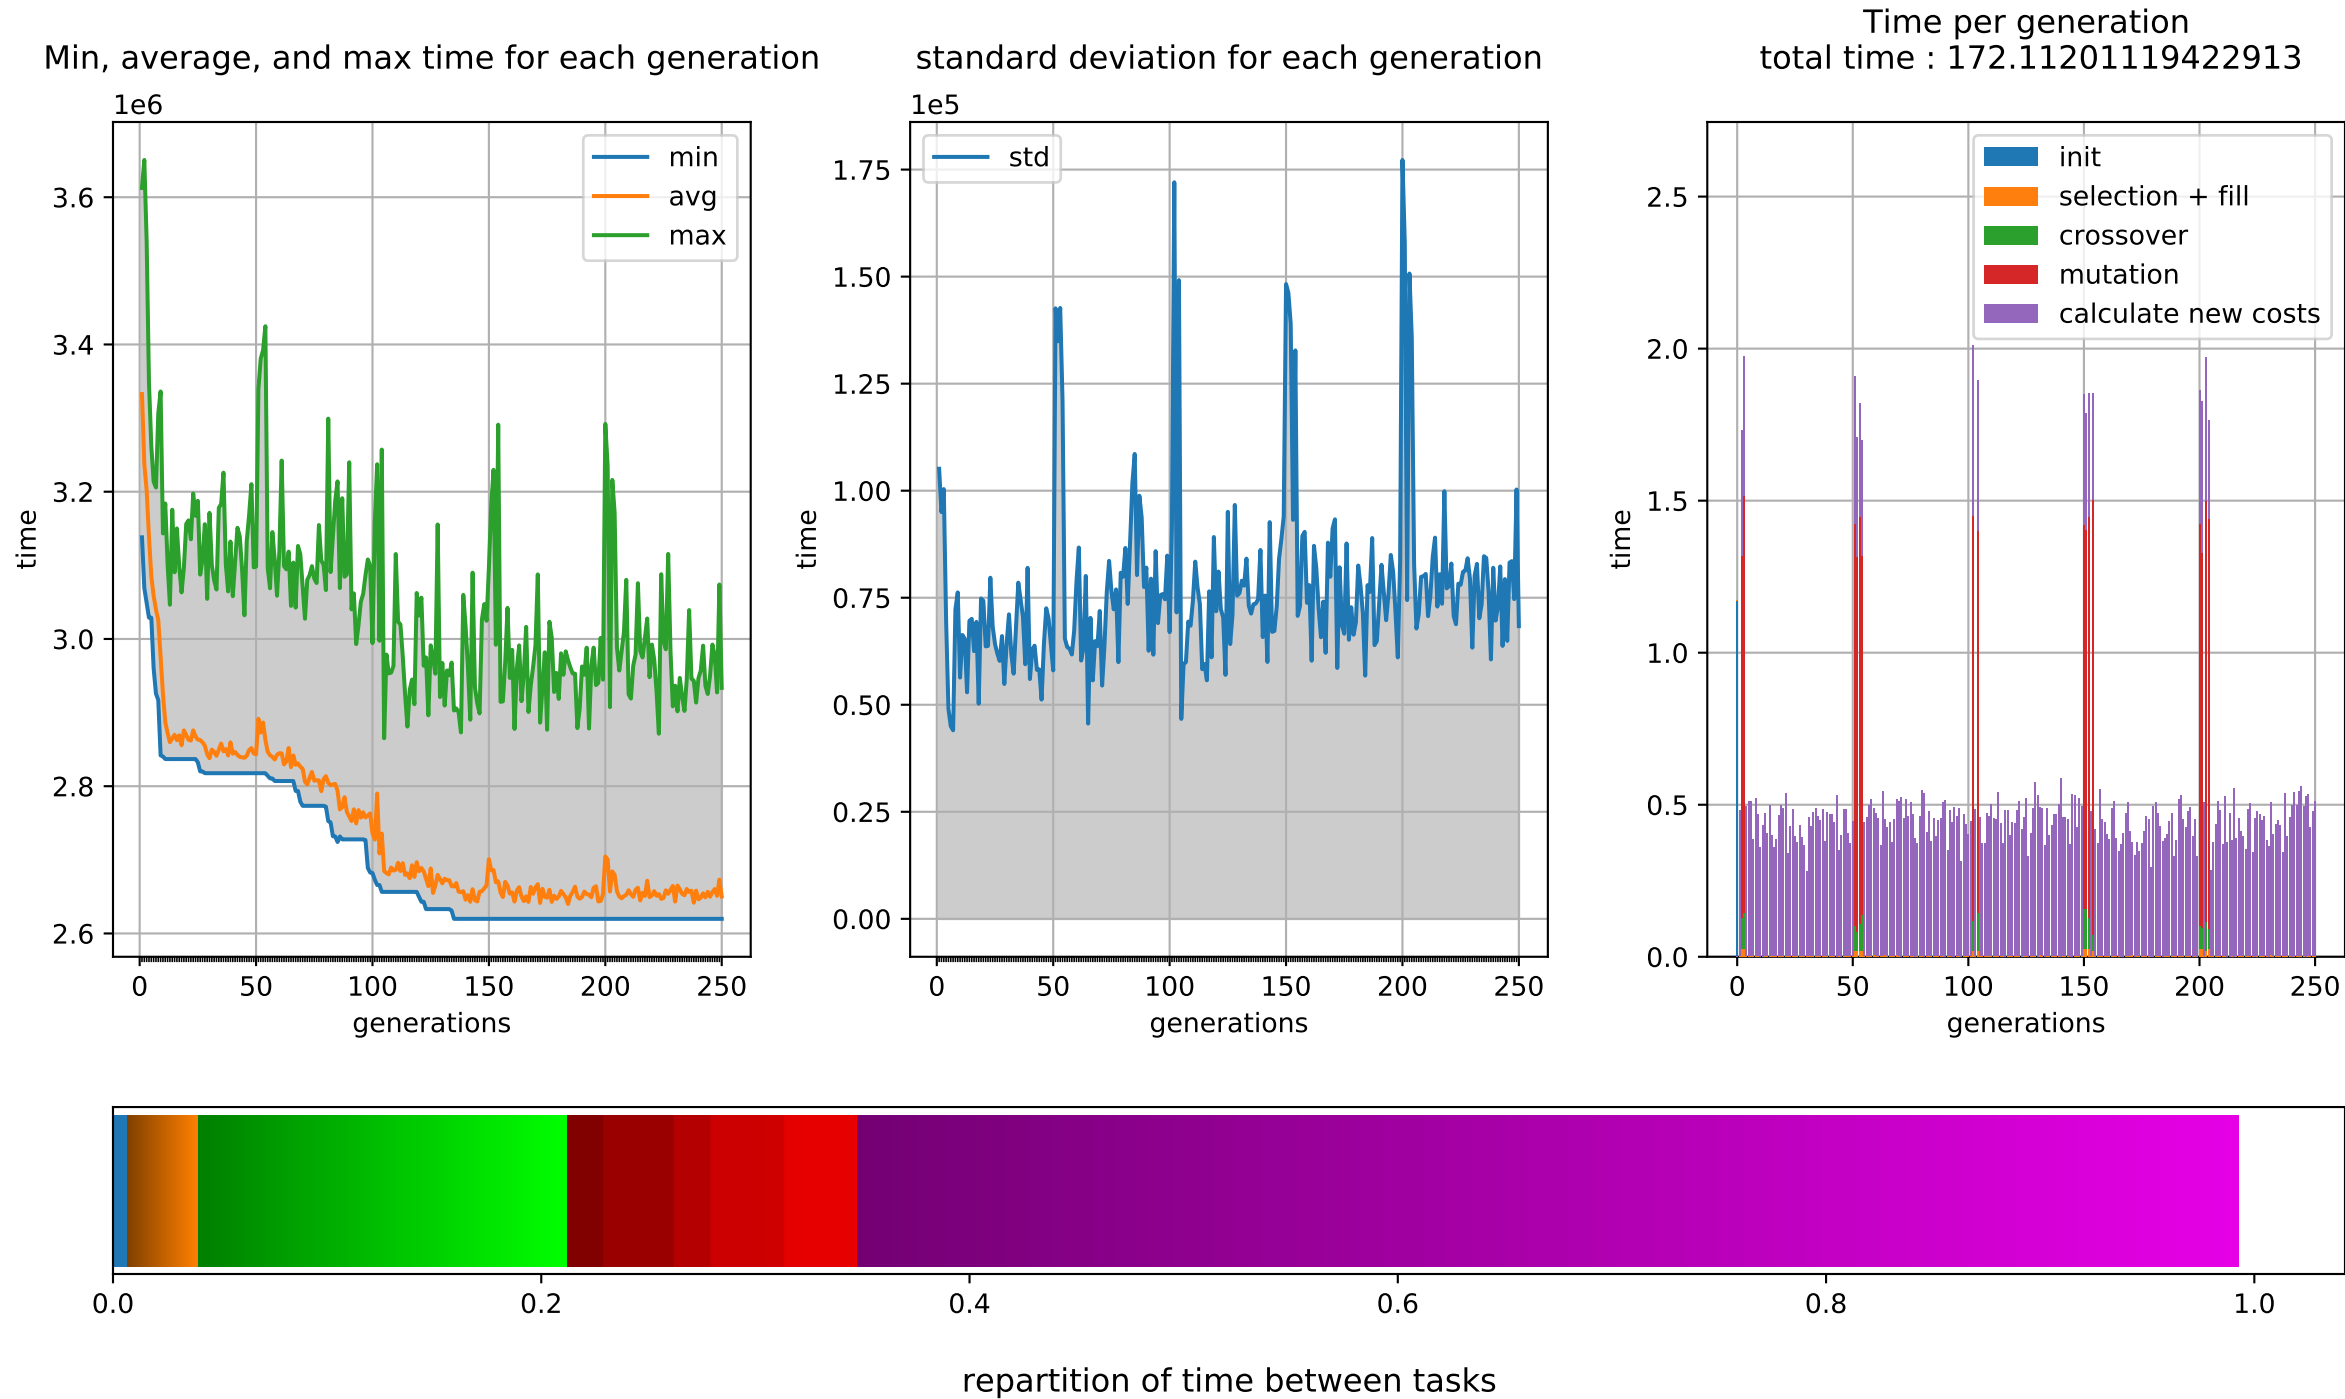 Min, average, and max time for each generation
1e6
min
avg
max
3.6
3.4
3.2
3.0
2.8
2.6
time
0 50 100 150 200 250
generations
standard deviation for each generation
1e5
std
1.75
1.50
1.25
1.00
0.75
0.50
0.25
0.00
time
0 50 100 150 200 250
generations
Time per generation
total time : 172.11201119422913
init
selection + fill
crossover
mutation
calculate new costs
2.5
2.0
1.5
1.0
0.5
0.0
time
0 50 100 150 200 250
generations
0.0 0.2 0.4 0.6 0.8 1.0
repartition of time between tasks